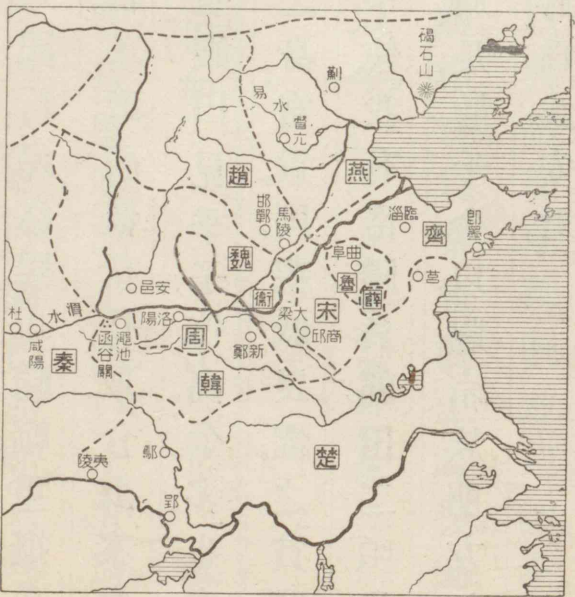 碣石山
薊
易水
督亢
燕
趙
邯鄲
馬陵
臨淄
齊
即墨
曲阜
魯
薛
莒
魏
衛
宋
安邑
洛陽
周
大梁
商邱
新鄭
杜
渭水
咸陽
函谷關
澠池
秦
韓
楚
鄢
夷陵
郢